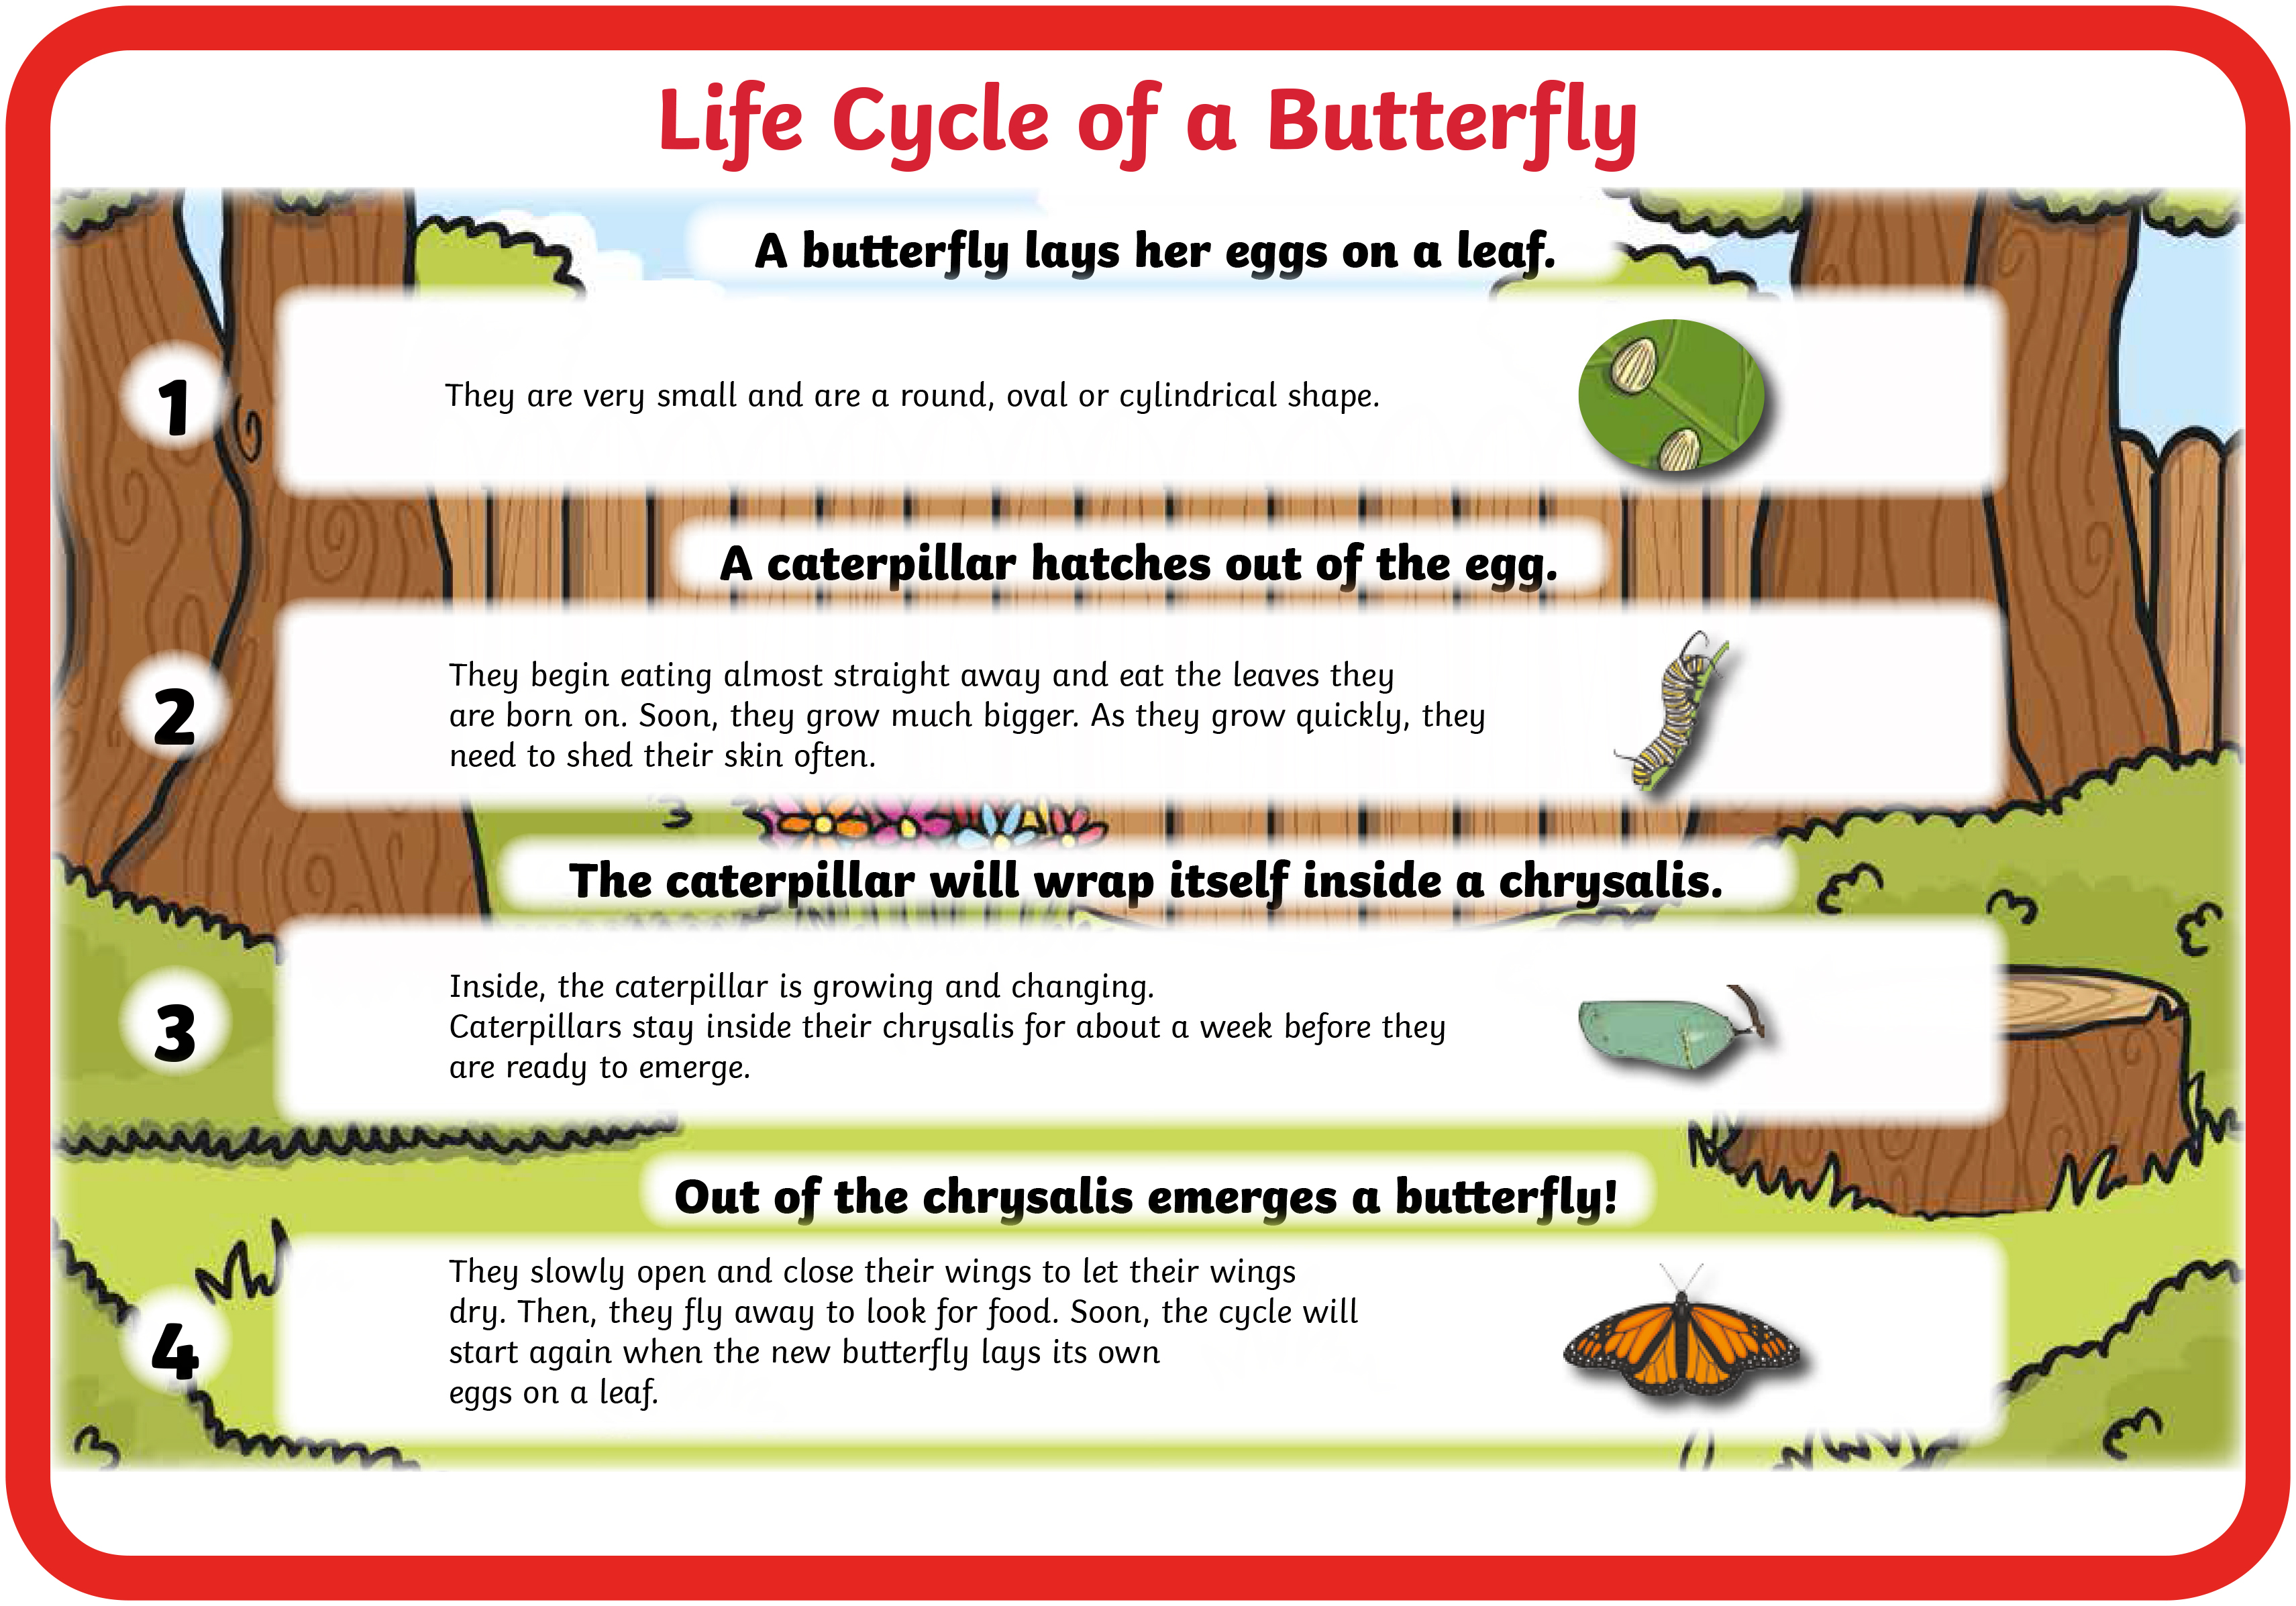 Life Cycle of a Butterfly
A butterfly lays her eggs on a leaf.
1
They are very small and are a round, oval or cylindrical shape.
A caterpillar hatches out of the egg.
2
They begin eating almost straight away and eat the leaves they
are born on. Soon, they grow much bigger. As they grow quickly, they
need to shed their skin often.
The caterpillar will wrap itself inside a chrysalis.
3
Inside, the caterpillar is growing and changing.
Caterpillars stay inside their chrysalis for about a week before they
are ready to emerge.
Out of the chrysalis emerges a butterfly!
4
They slowly open and close their wings to let their wings
dry. Then, they fly away to look for food. Soon, the cycle will
start again when the new butterfly lays its own
eggs on a leaf.